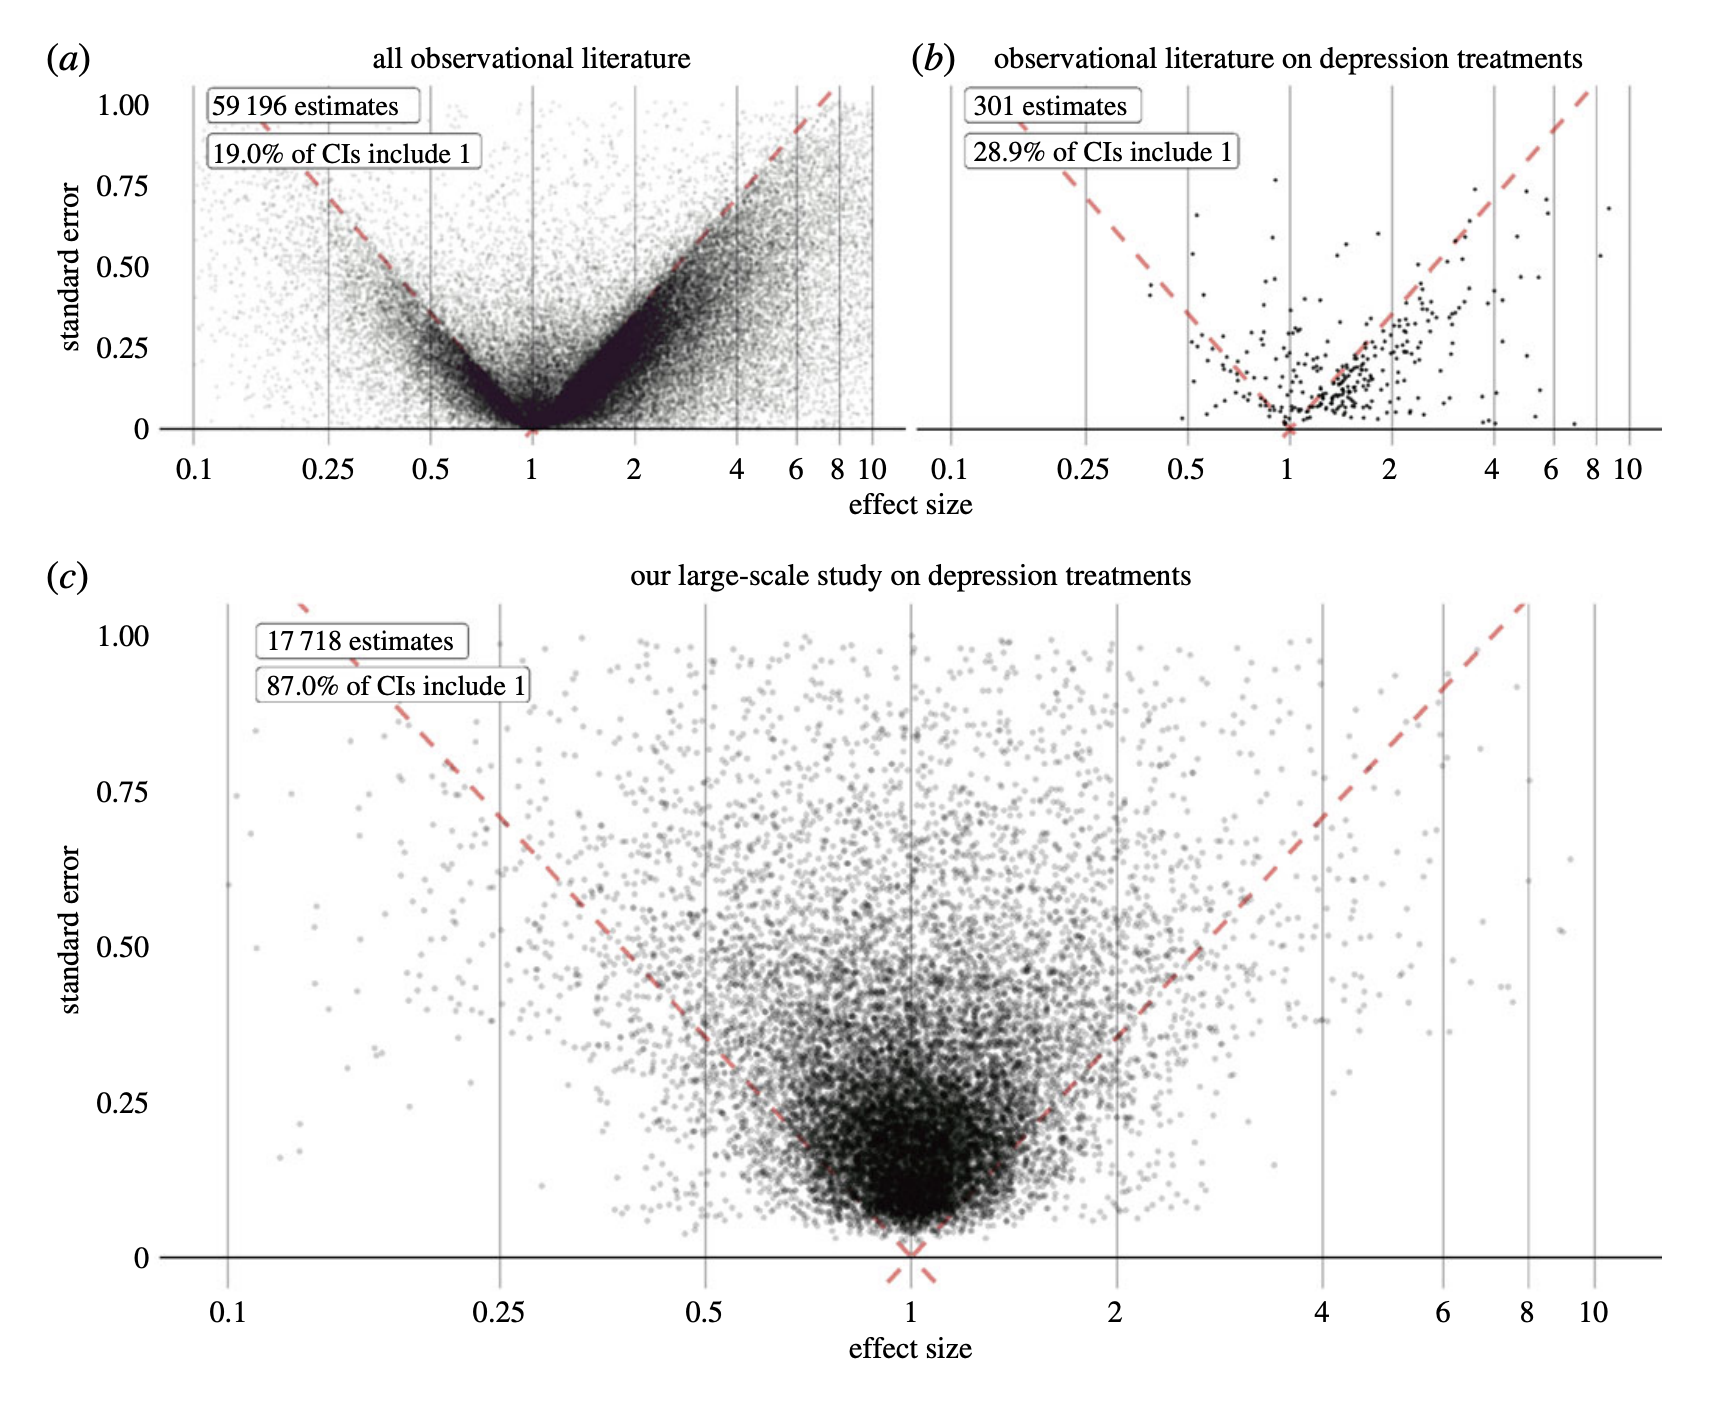 (a) all observational literature
59 196 estimates
19.0% of CIs include 1
standard error
1.00
0.75
0.50
0.25
0
0.1 0.25 0.5 1 2 4 6 8 10
(b) observational literature on depression treatments
301 estimates
28.9% of CIs include 1
0.1 0.25 0.5 1 2 4 6 8 10
effect size
(c) our large-scale study on depression treatments
17 718 estimates
87.0% of CIs include 1
standard error
1.00
0.75
0.50
0.25
0
0.1 0.25 0.5 1 2 4 6 8 10
effect size